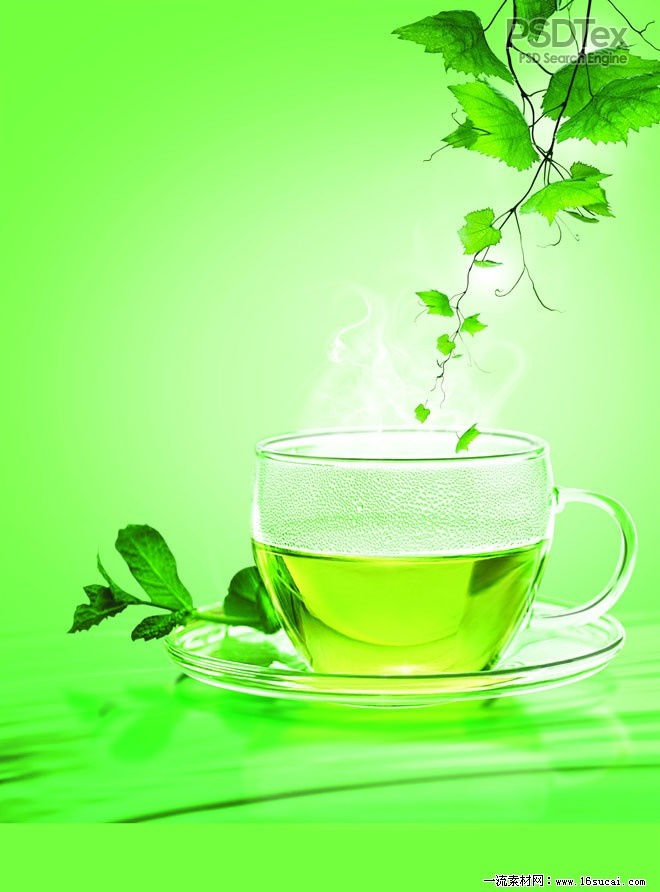 PSDTex
PSD Search Engine
一流素材网：www.16sucai.com